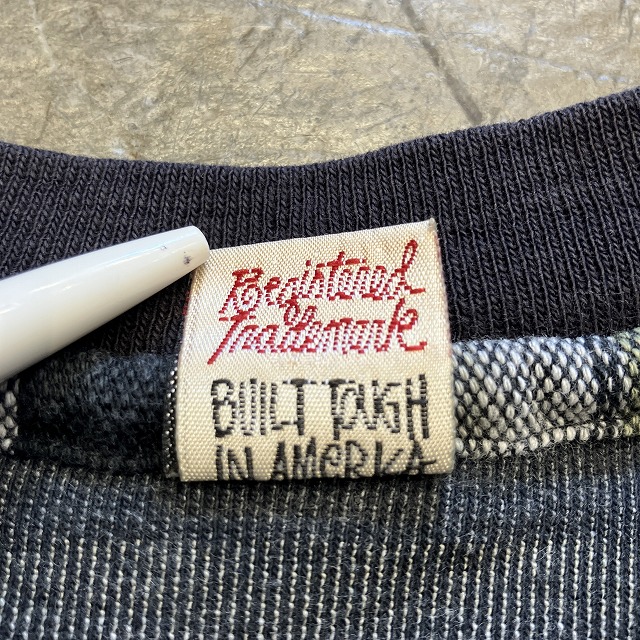 Registered
Trademark
BUILT TOUGH
IN AMERICA